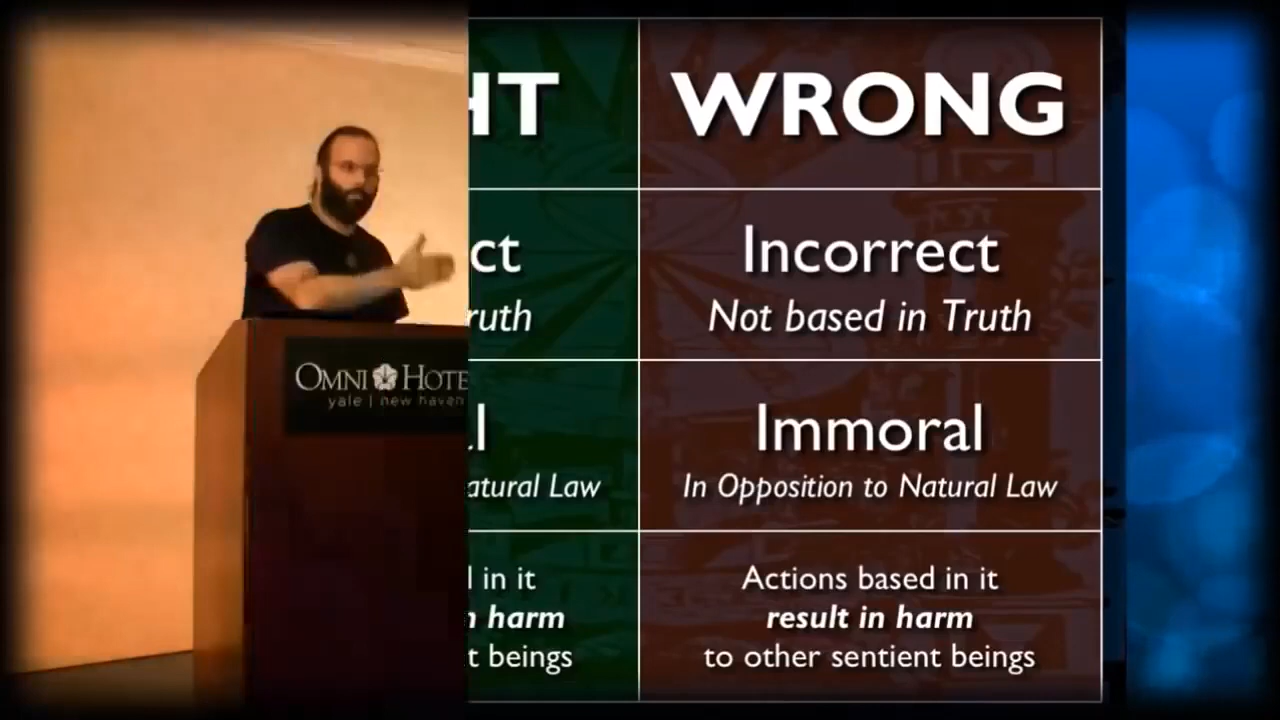 HT
WRONG
ct
Incorrect
ruth
Not based in Truth
OMNI HOTE
yale | new haven
l
Immoral
atural Law
In Opposition to Natural Law
l in it
Actions based in it
n harm
result in harm
t beings
to other sentient beings